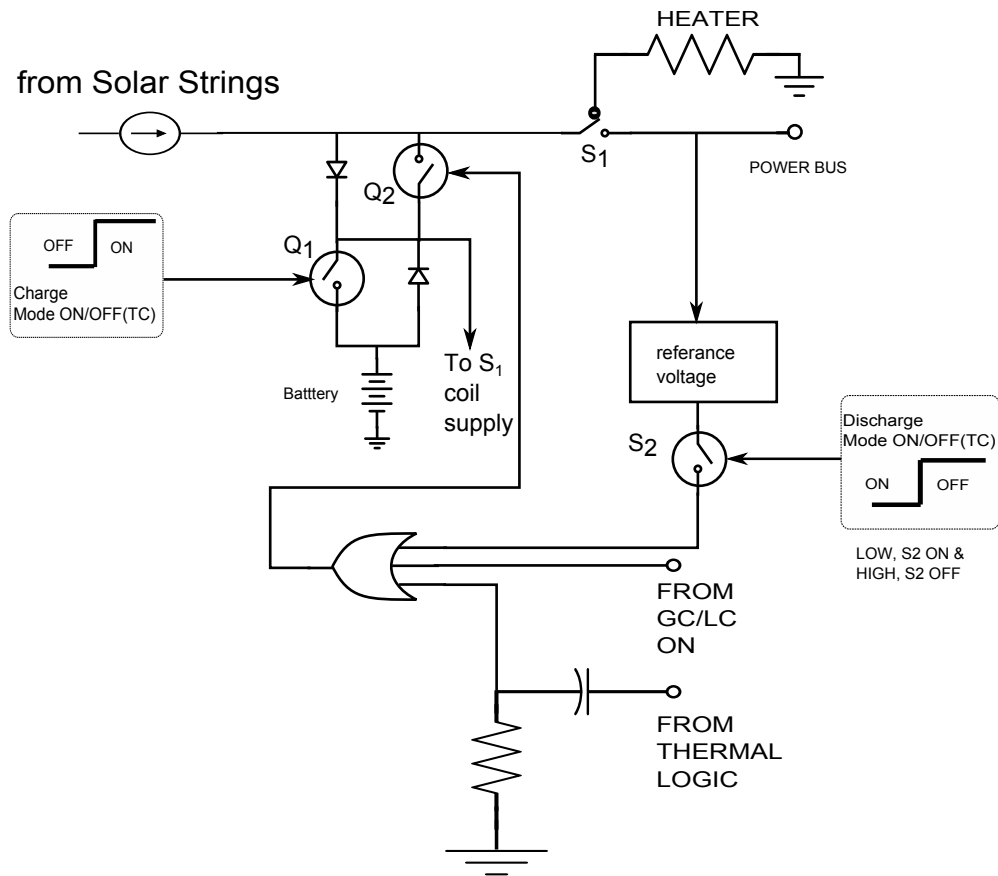 HEATER
from Solar Strings
S1
POWER BUS
Q2
OFF
ON
Q1
Charge
Mode ON/OFF(TC)
To S1
coil
supply
Batttery
referance
voltage
S2
Discharge
Mode ON/OFF(TC)
ON
OFF
LOW, S2 ON &
HIGH, S2 OFF
FROM
GC/LC
ON
FROM
THERMAL
LOGIC